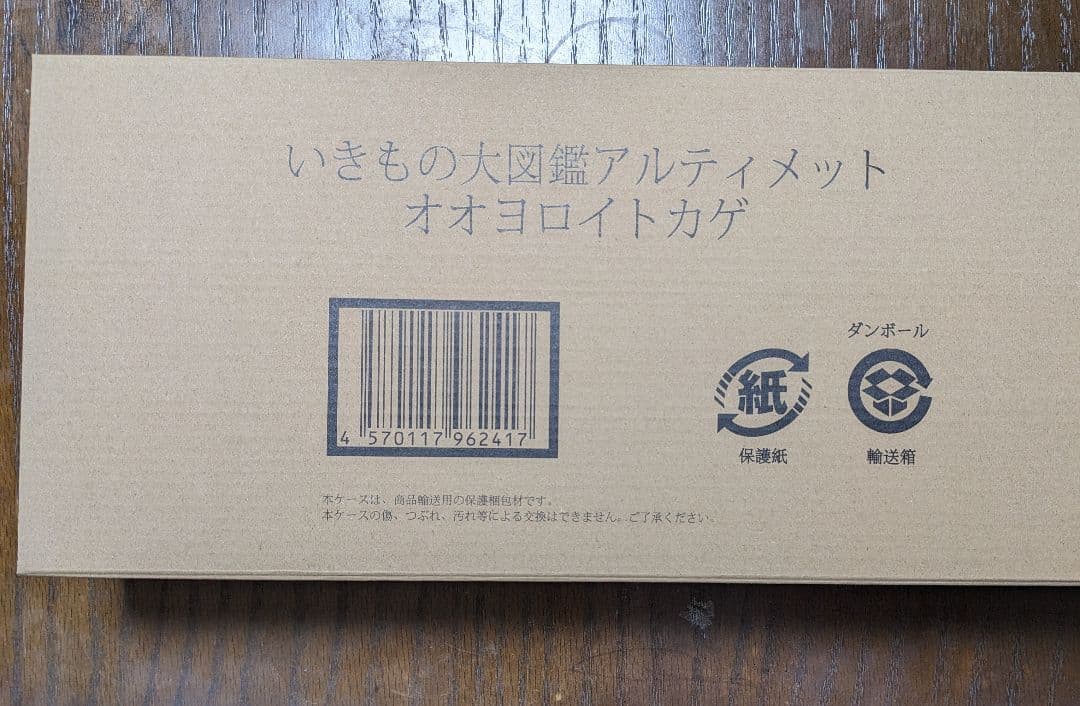 いきもの大図鑑アルティメット
オオヨロイトカゲ
4 570117 962417
ダンボール
紙
保護紙
輸送箱
本ケースは、商品輸送用の保護梱包材です。
本ケースの傷、つぶれ、汚れ等による交換はできません。ご了承ください。